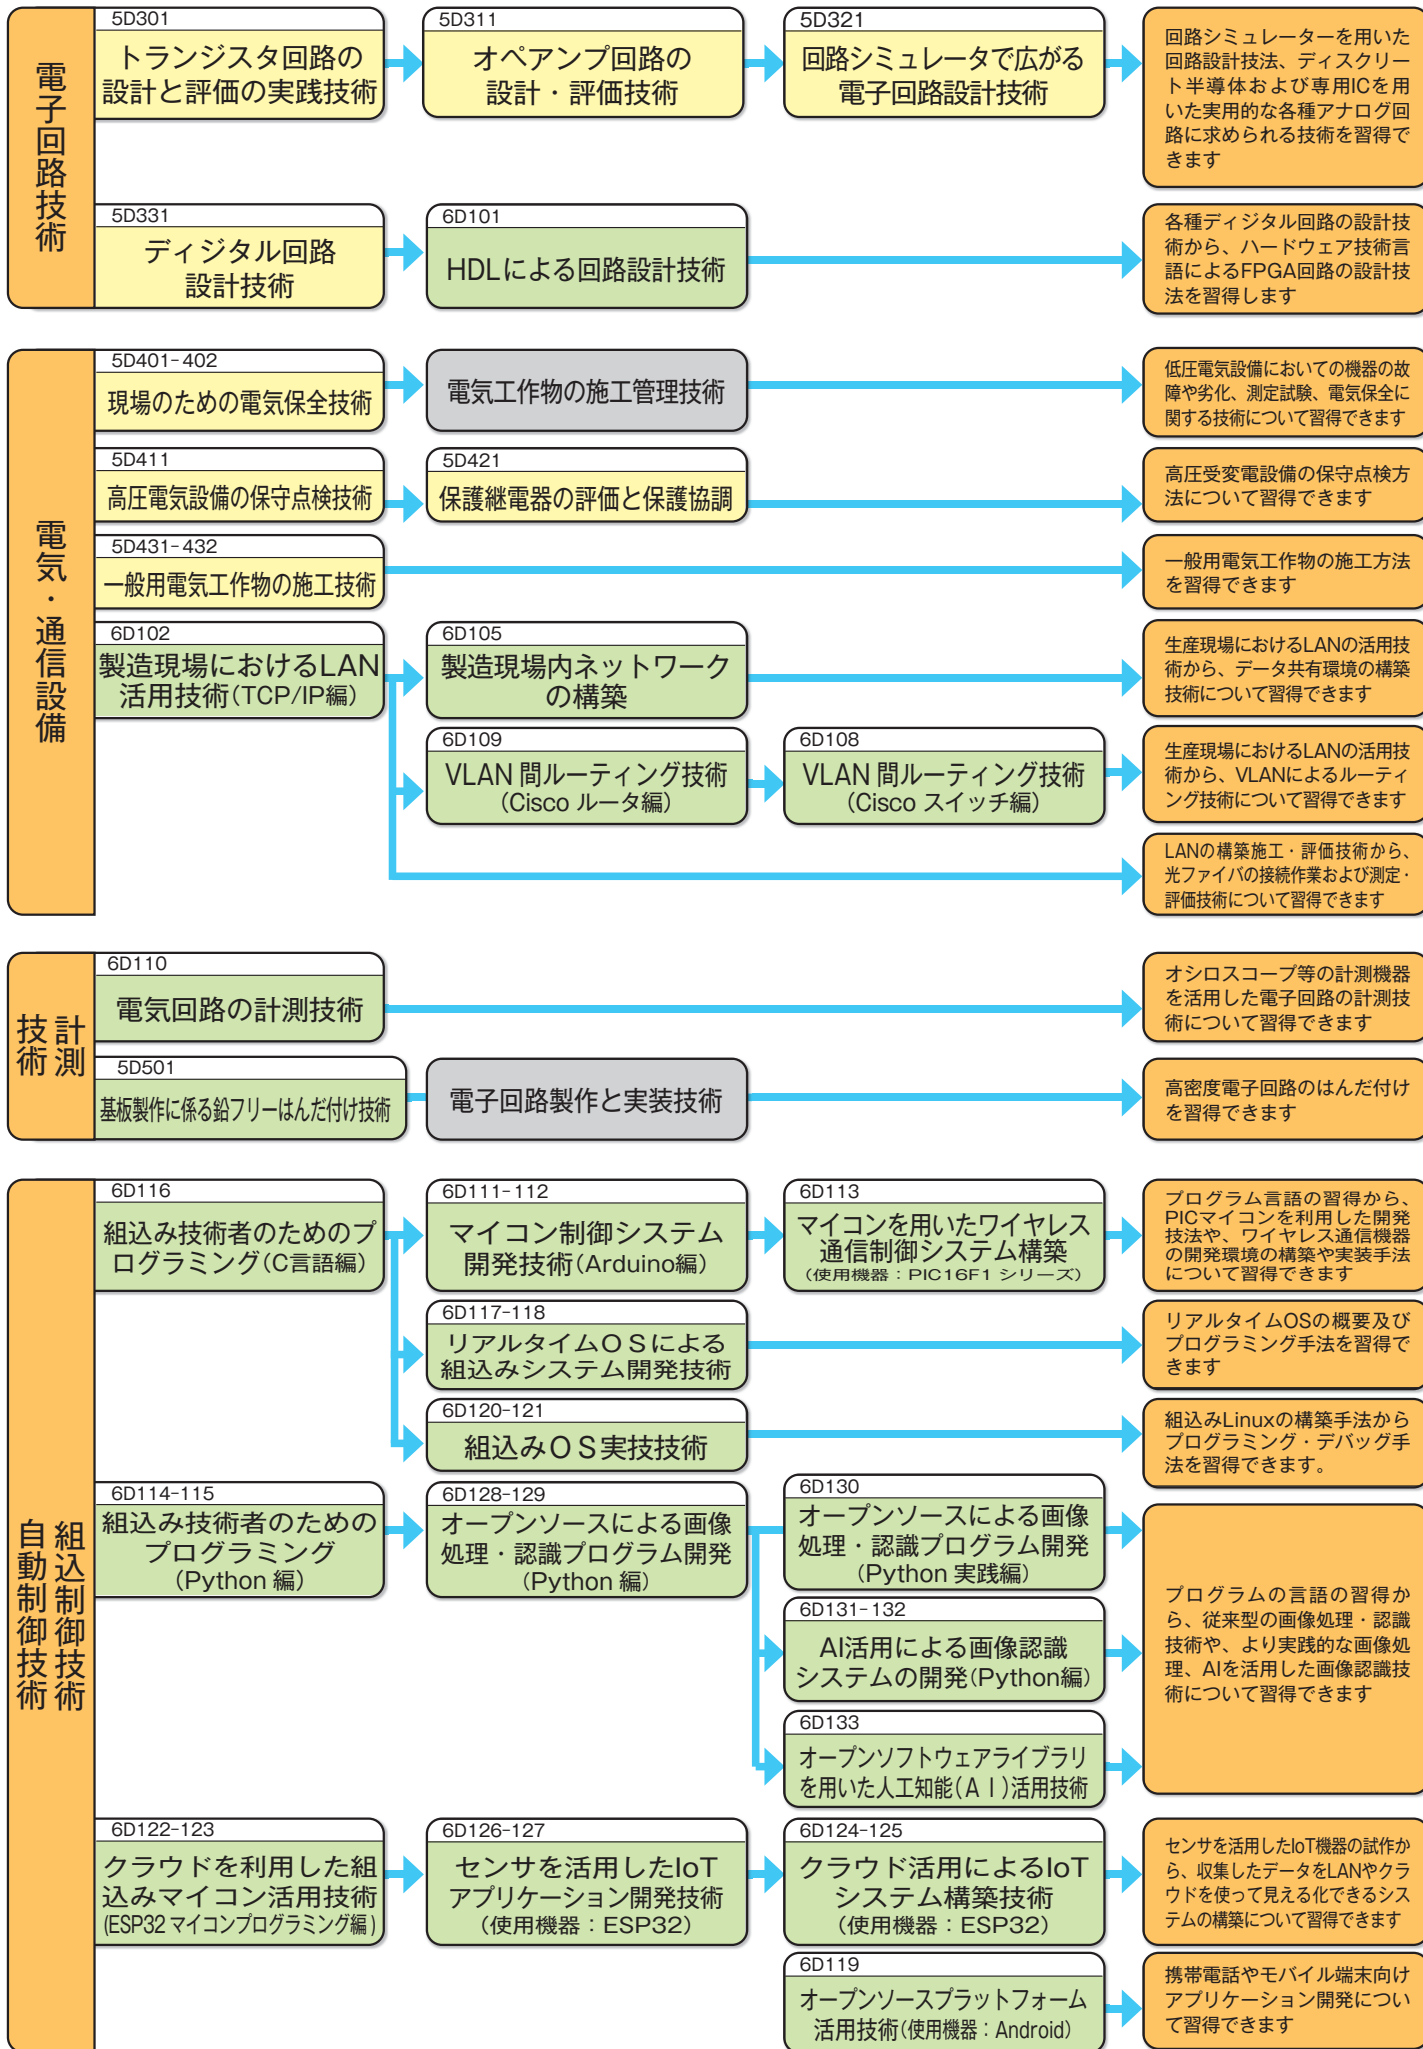 電子回路技術
5D301
トランジスタ回路の
設計と評価の実践技術
5D311
オペアンプ回路の
設計・評価技術
5D321
回路シミュレータで広がる
電子回路設計技術
回路シミュレーターを用いた
回路設計技法、ディスクリー
ト半導体および専用ICを用
いた実用的な各種アナログ回
路に求められる技術を習得で
きます
5D331
ディジタル回路
設計技術
6D101
HDLによる回路設計技術
各種ディジタル回路の設計技
術から、ハードウェア技術言
語によるFPGA回路の設計技
法を習得します
電気・通信設備
5D401-402
現場のための電気保全技術
電気工作物の施工管理技術
低圧電気設備においての機器の故
障や劣化、測定試験、電気保全に
関する技術について習得できます
5D411
高圧電気設備の保守点検技術
5D421
保護継電器の評価と保護協調
高圧受変電設備の保守点検方
法について習得できます
5D431-432
一般用電気工作物の施工技術
一般用電気工作物の施工方法
を習得できます
6D102
製造現場におけるLAN
活用技術(TCP/IP編)
6D105
製造現場内ネットワーク
の構築
生産現場におけるLANの活用技
術から、データ共有環境の構築
技術について習得できます
6D109
VLAN 間ルーティング技術
(Cisco ルータ編)
6D108
VLAN 間ルーティング技術
(Cisco スイッチ編)
生産現場におけるLANの活用技
術から、VLANによるルーティ
ング技術について習得できます
LANの構築施工・評価技術から、
光ファイバの接続作業および測定・
評価技術について習得できます
計測
技術
6D110
電気回路の計測技術
オシロスコープ等の計測機器
を活用した電子回路の計測技
術について習得できます
5D501
基板製作に係る鉛フリーはんだ付け技術
電子回路製作と実装技術
高密度電子回路のはんだ付け
を習得できます
組込制御技術
自動制御技術
6D116
組込み技術者のためのプ
ログラミング(C言語編)
6D111-112
マイコン制御システム
開発技術(Arduino編)
6D113
マイコンを用いたワイヤレス
通信制御システム構築
(使用機器：PIC16F1 シリーズ)
プログラム言語の習得から、
PICマイコンを利用した開発
技法や、ワイヤレス通信機器
の開発環境の構築や実装手法
について習得できます
6D117-118
リアルタイムOSによる
組込みシステム開発技術
リアルタイムOSの概要及び
プログラミング手法を習得で
きます
6D120-121
組込みOS実技技術
組込みLinuxの構築手法から
プログラミング・デバッグ手
法を習得できます。
6D114-115
組込み技術者のための
プログラミング
(Python 編)
6D128-129
オープンソースによる画像
処理・認識プログラム開発
(Python 編)
6D130
オープンソースによる画像
処理・認識プログラム開発
(Python 実践編)
6D131-132
AI活用による画像認識
システムの開発(Python編)
6D133
オープンソフトウェアライブラリ
を用いた人工知能(AI)活用技術
プログラムの言語の習得か
ら、従来型の画像処理・認識
技術や、より実践的な画像処
理、AIを活用した画像認識技
術について習得できます
6D122-123
クラウドを利用した組
込みマイコン活用技術
(ESP32 マイコンプログラミング編)
6D126-127
センサを活用したIoT
アプリケーション開発技術
(使用機器：ESP32)
6D124-125
クラウド活用によるIoT
システム構築技術
(使用機器：ESP32)
センサを活用したIoT機器の試作か
ら、収集したデータをLANやクラ
ウドを使って見える化できるシス
テムの構築について習得できます
6D119
オープンソースプラットフォーム
活用技術(使用機器：Android)
携帯電話やモバイル端末向け
アプリケーション開発につい
て習得できます